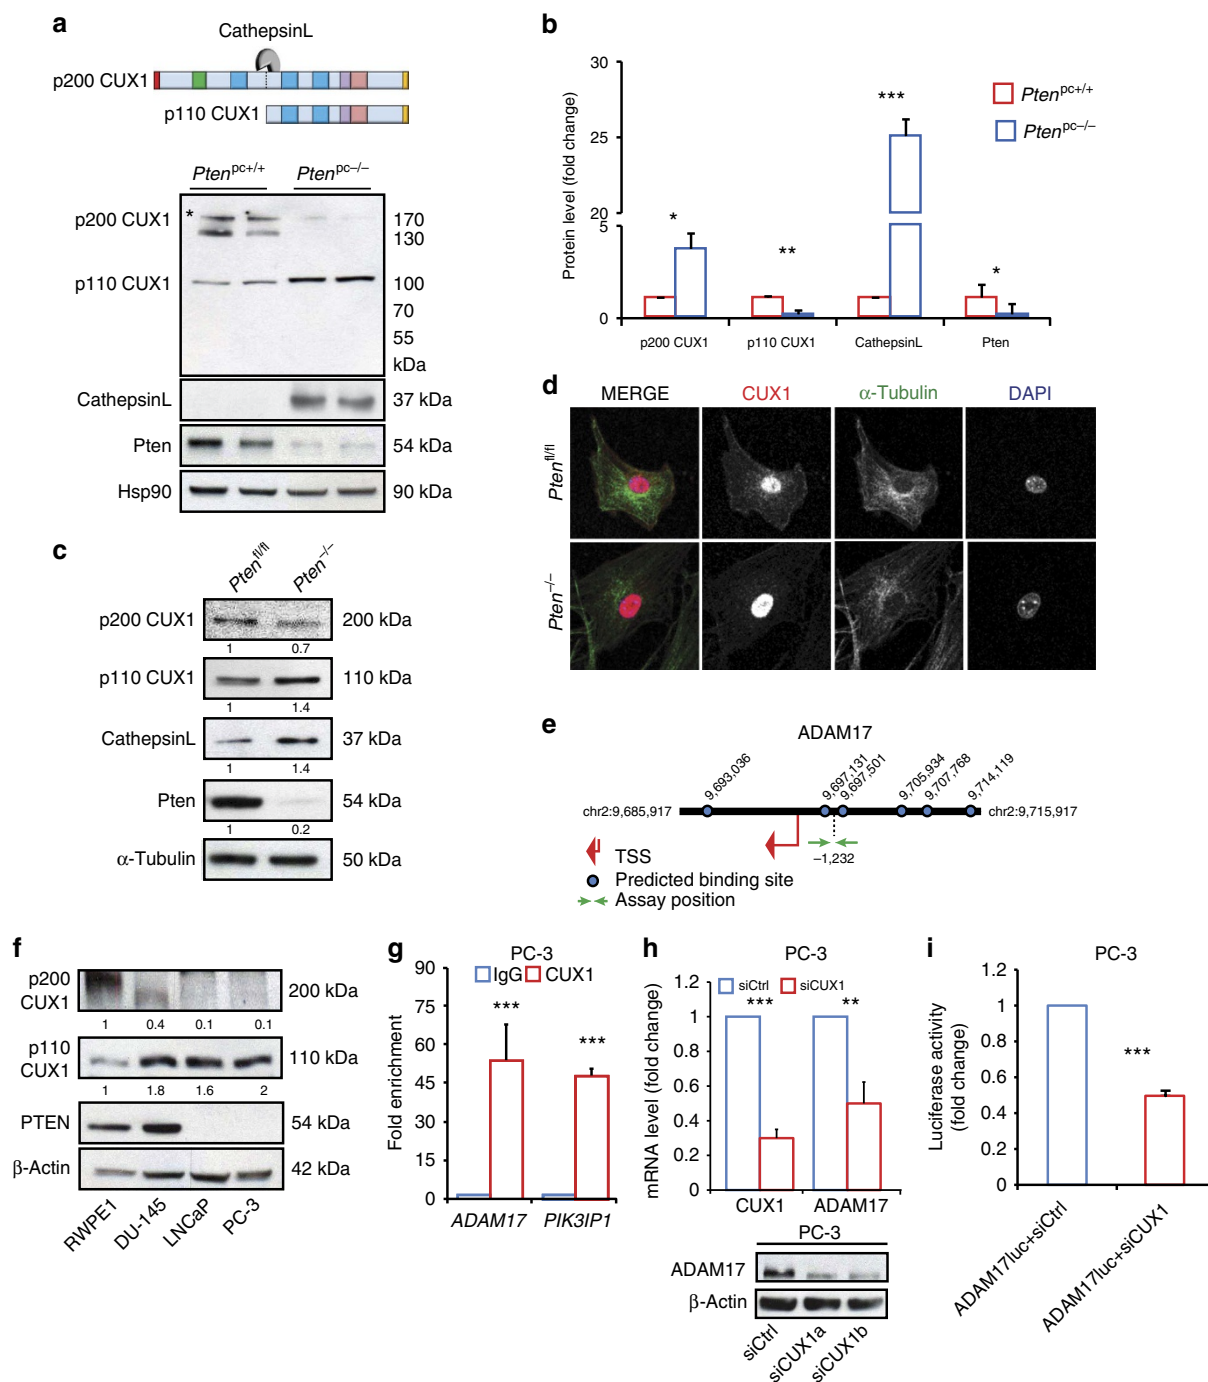 a
CathepsinL
p200 CUX1
p110 CUX1
Pten^pc+/+ Pten^pc–/–
p200 CUX1 * 170
130
p110 CUX1 100
70
55
kDa
CathepsinL 37 kDa
Pten 54 kDa
Hsp90 90 kDa
b
Protein level (fold change)
30
25
20
5
0
Pten^pc+/+
Pten^pc–/–
* ** *** *
p200 CUX1 p110 CUX1 CathepsinL Pten
c
Pten^fl/fl Pten^–/–
p200 CUX1 200 kDa
1 0.7
p110 CUX1 110 kDa
1 1.4
CathepsinL 37 kDa
1 1.4
Pten 54 kDa
1 0.2
α-Tubulin 50 kDa
d
MERGE CUX1 α-Tubulin DAPI
Pten^fl/fl
Pten^–/–
e
ADAM17
9,693,036 9,697,131 9,697,501 9,705,934 9,707,768 9,714,119
chr2:9,685,917 chr2:9,715,917
–1,232
TSS
Predicted binding site
Assay position
f
p200
CUX1 200 kDa
1 0.4 0.1 0.1
p110
CUX1 110 kDa
1 1.8 1.6 2
PTEN 54 kDa
β-Actin 42 kDa
RWPE1 DU-145 LNCaP PC-3
g
PC-3
IgG CUX1
Fold enrichment
90
75
60
45
30
15
0
*** ***
ADAM17 PIK3IP1
h
PC-3
siCtrl siCUX1
mRNA level (fold change)
1.2
1
0.8
0.6
0.4
0.2
0
*** **
CUX1 ADAM17
PC-3
ADAM17
β-Actin
siCtrl siCUX1a siCUX1b
i
PC-3
Luciferase activity
(fold change)
1.2
1
0.8
0.6
0.4
0.2
0
***
ADAM17luc+siCtrl ADAM17luc+siCUX1